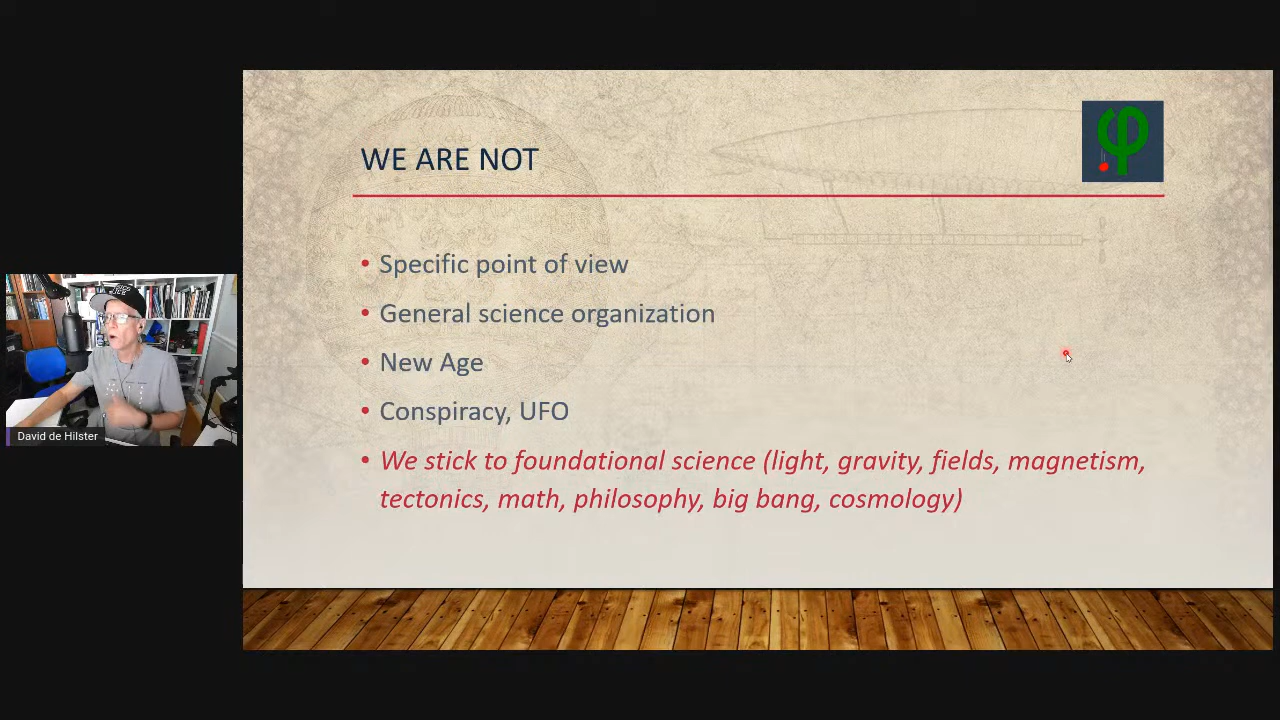 WE ARE NOT
φ
• Specific point of view
• General science organization
• New Age
• Conspiracy, UFO
• We stick to foundational science (light, gravity, fields, magnetism,
tectonics, math, philosophy, big bang, cosmology)
David de Hilster